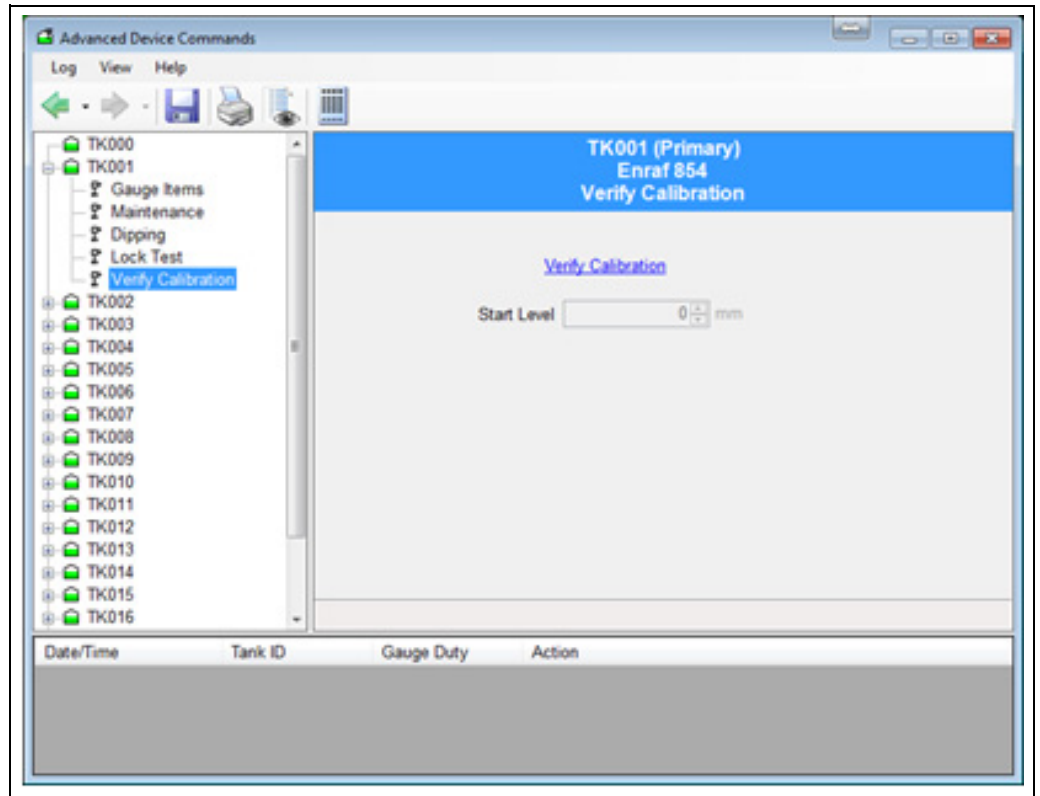 Advanced Device Commands
Log View Help
TK000
TK001
Gauge Items
Maintenance
Dipping
Lock Test
Verify Calibration
TK002
TK003
TK004
TK005
TK006
TK007
TK008
TK009
TK010
TK011
TK012
TK013
TK014
TK015
TK016
TK001 (Primary)
Enraf 854
Verify Calibration
Verify Calibration
Start Level 0 mm
Date/Time Tank ID Gauge Duty Action